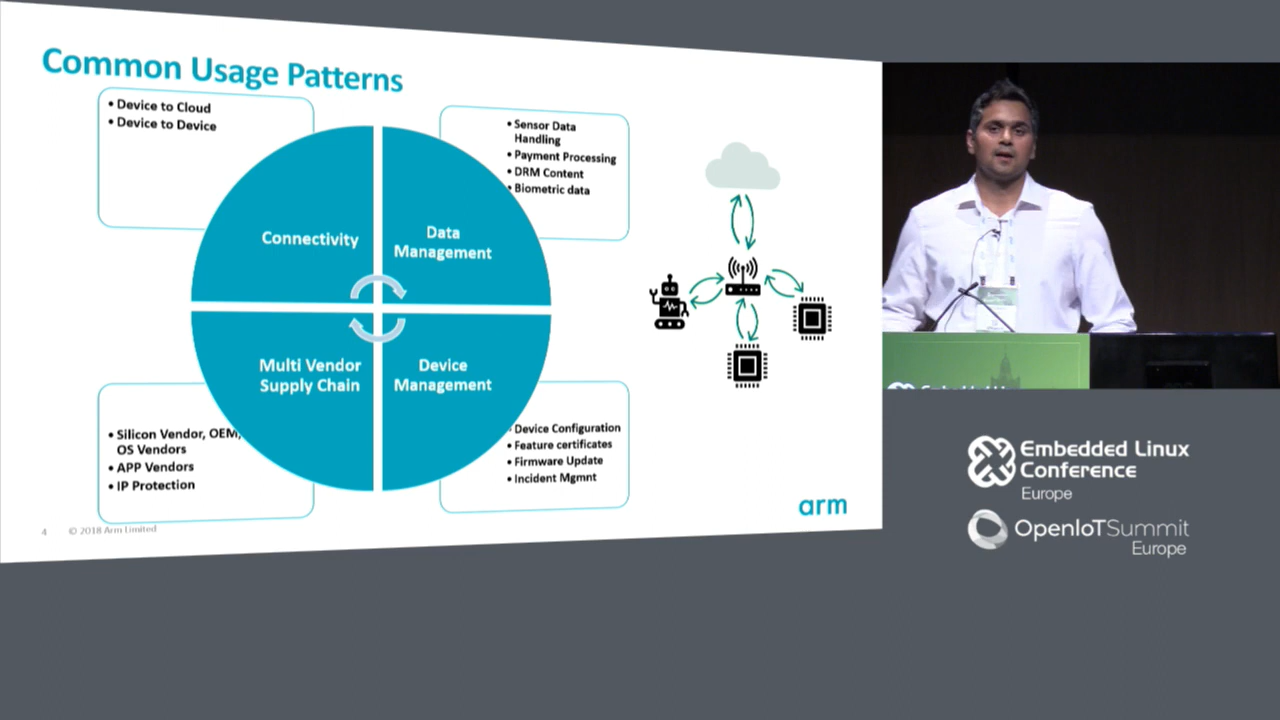 Common Usage Patterns
• Device to Cloud
• Device to Device
• Sensor Data
Handling
• Payment Processing
• DRM Content
• Biometric data
Connectivity
Data
Management
Multi Vendor
Supply Chain
Device
Management
• Silicon Vendor, OEM,
OS Vendors
• APP Vendors
• IP Protection
Device Configuration
• Feature certificates
• Firmware Update
• Incident Mgmnt
arm
4 © 2018 Arm Limited
Embedded Linux
Conference
Europe
OpenIoTSummit
Europe